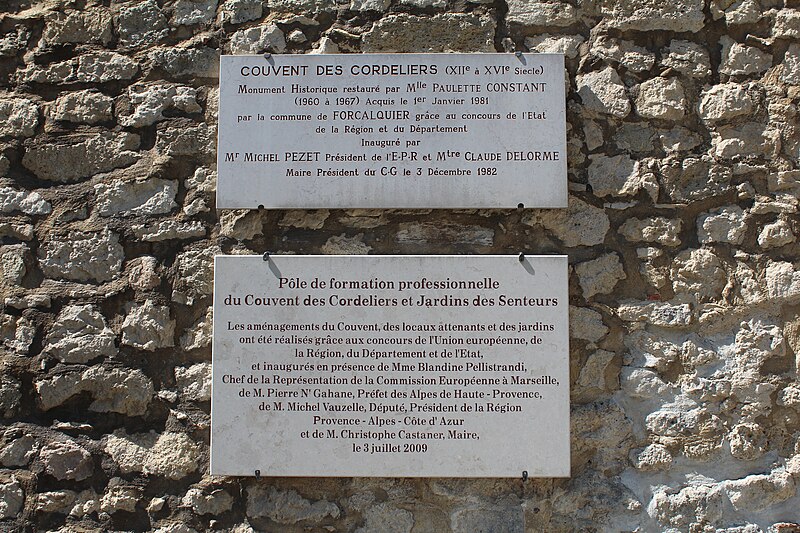 COUVENT DES CORDELIERS (XIIe à XVIe Siècle)
Monument Historique restauré par Mlle PAULETTE CONSTANT
(1960 à 1967) Acquis le 1er Janvier 1981
par la commune de FORCALQUIER grâce au concours de l'Etat
de la Région et du Département
Inauguré par
Mr MICHEL PEZET Président de l'E-P-R et Mtre CLAUDE DELORME
Maire Président du C-G le 3 Décembre 1982
Pôle de formation professionnelle
du Couvent des Cordeliers et Jardins des Senteurs
Les aménagements du Couvent, des locaux attenants et des jardins
ont été réalisés grâce aux concours de l'Union européenne, de
la Région, du Département et de l'Etat,
et inaugurés en présence de Mme Blandine Pellistrandi,
Chef de la Représentation de la Commission Européenne à Marseille,
de M. Pierre N'Gahane, Préfet des Alpes de Haute - Provence,
de M. Michel Vauzelle, Député, Président de la Région
Provence - Alpes - Côte d'Azur
et de M. Christophe Castaner, Maire,
le 3 juillet 2009